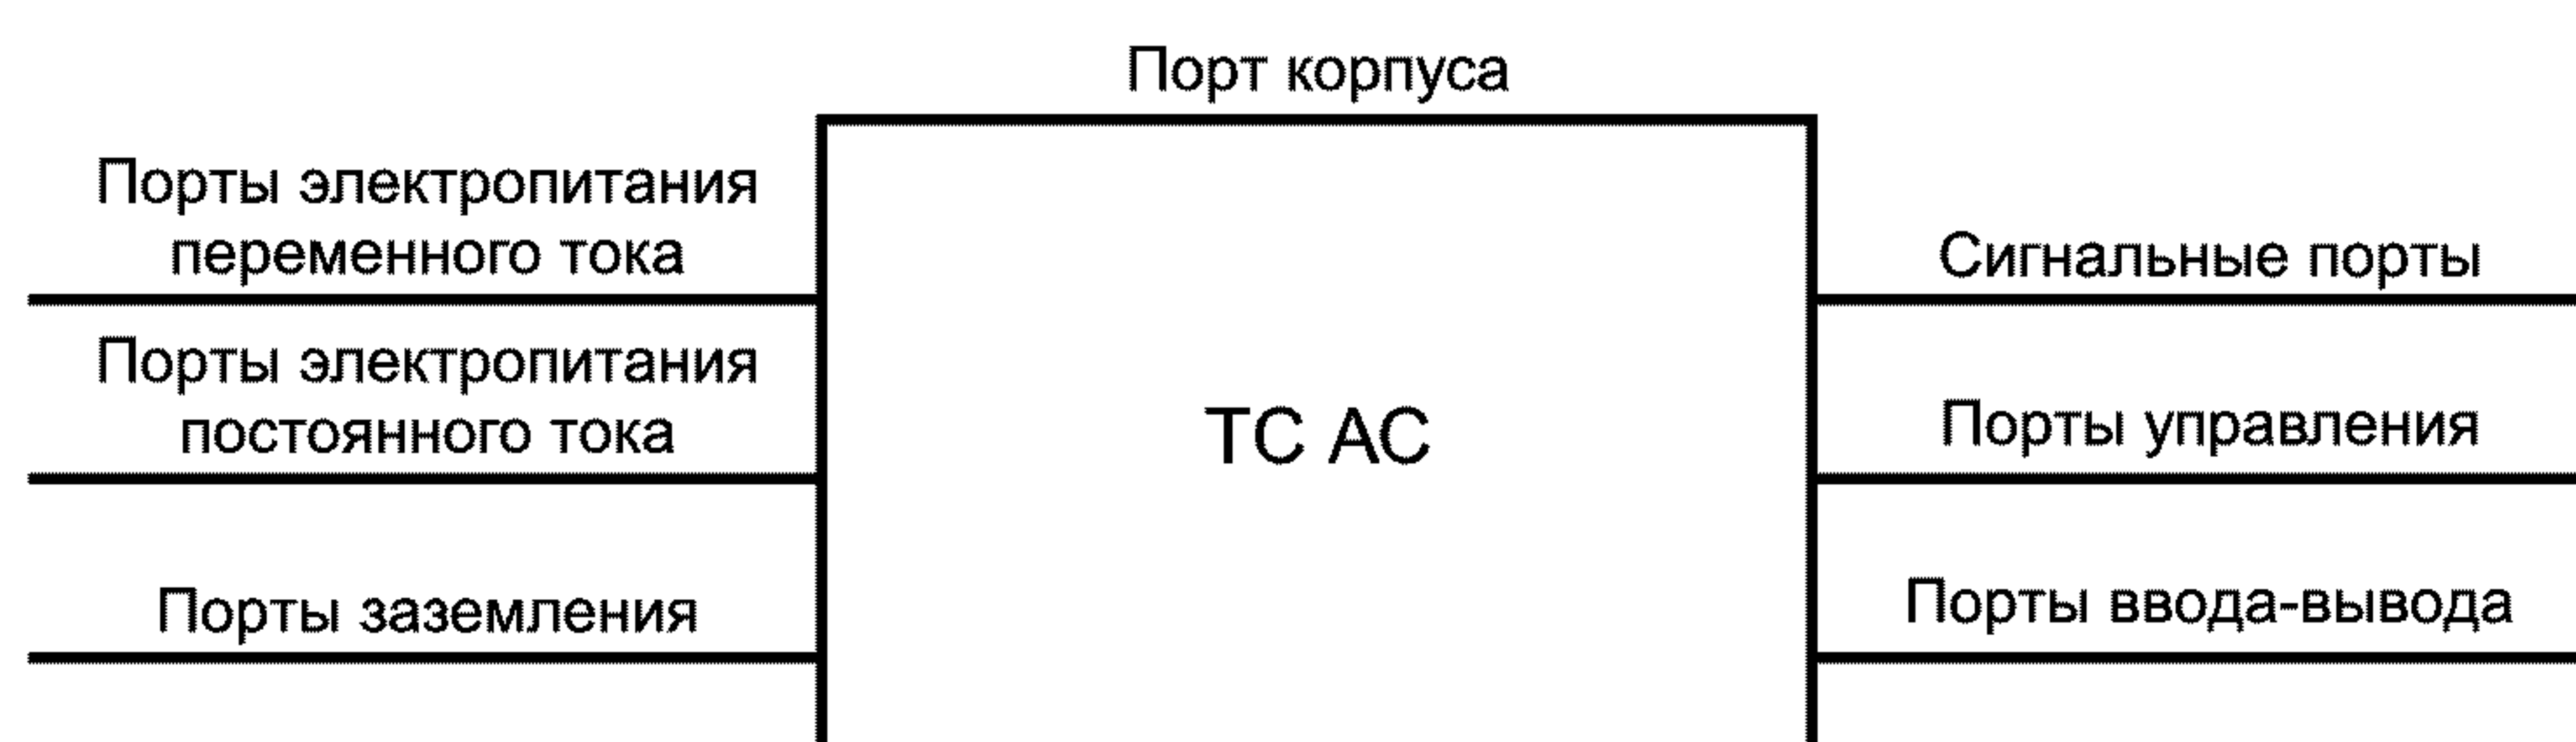 Порт корпуса
Порты электропитания
переменного тока
Порты электропитания
постоянного тока
Порты заземления
ТС АС
Сигнальные порты
Порты управления
Порты ввода-вывода